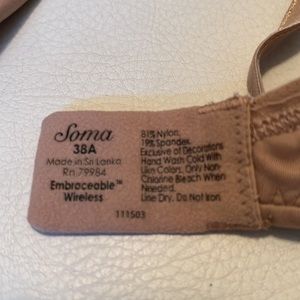 Soma
38A
Made in Sri Lanka
Rn 79984
Embraceable™
Wireless
111503
81% Nylon,
19% Spandex,
Exclusive of Decorations
Hand Wash Cold With
Like Colors, Only Non-
Chlorine Bleach When
Needed.
Line Dry. Do Not Iron